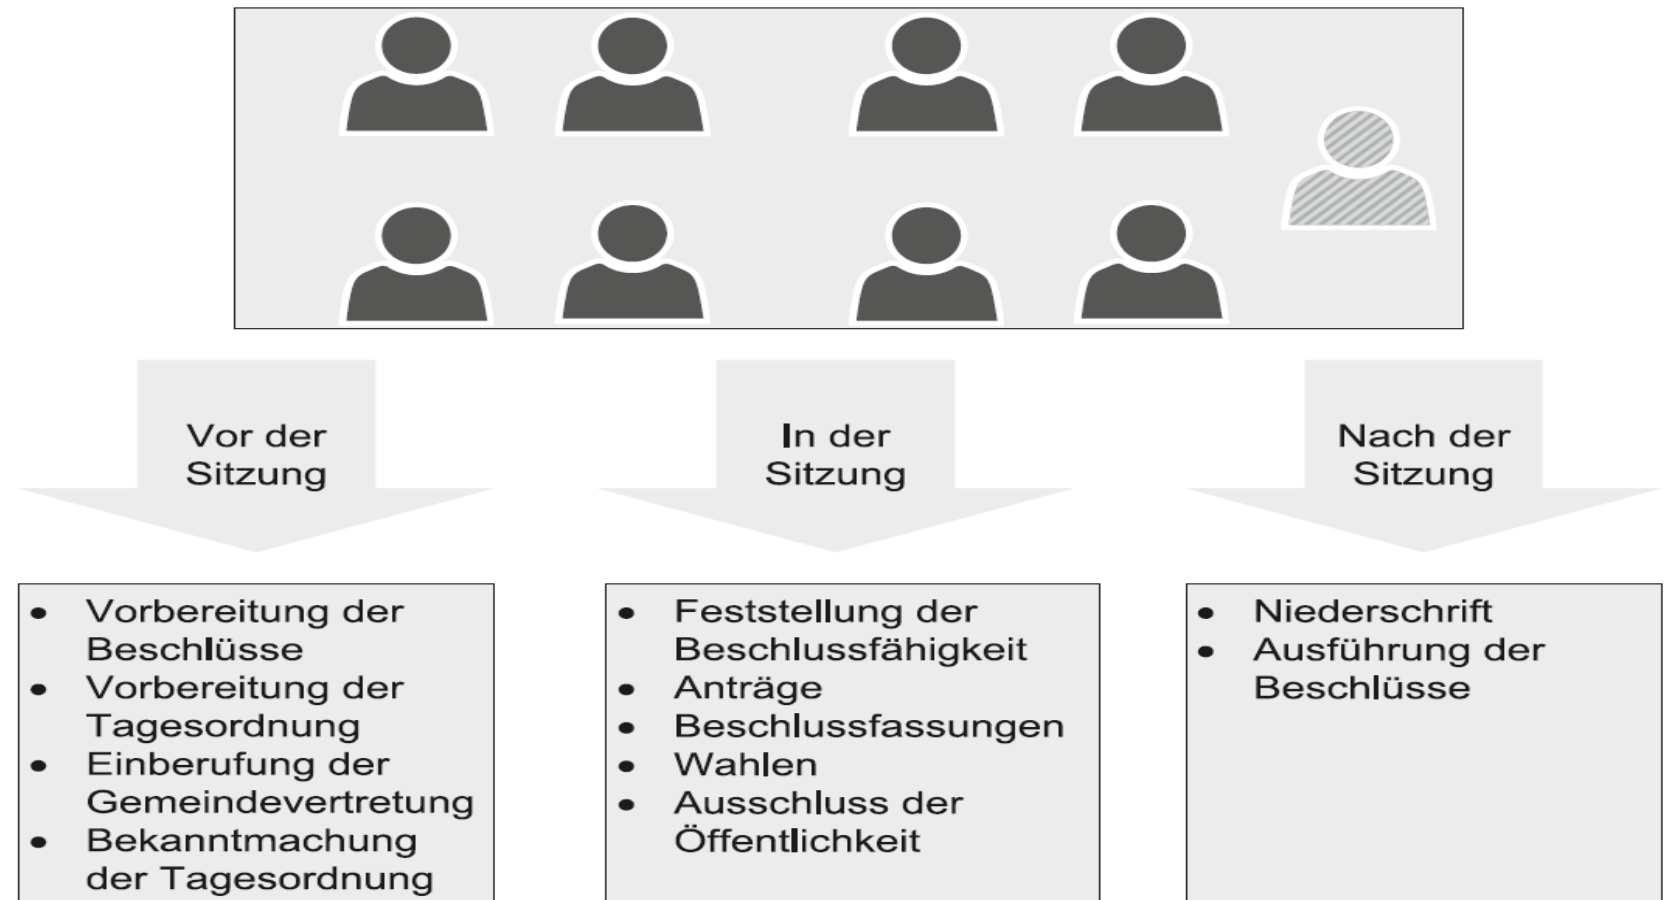 Vor der
Sitzung
In der
Sitzung
Nach der
Sitzung
• Vorbereitung der
Beschlüsse
• Vorbereitung der
Tagesordnung
• Einberufung der
Gemeindevertretung
• Bekanntmachung
der Tagesordnung
• Feststellung der
Beschlussfähigkeit
• Anträge
• Beschlussfassungen
• Wahlen
• Ausschluss der
Öffentlichkeit
• Niederschrift
• Ausführung der
Beschlüsse